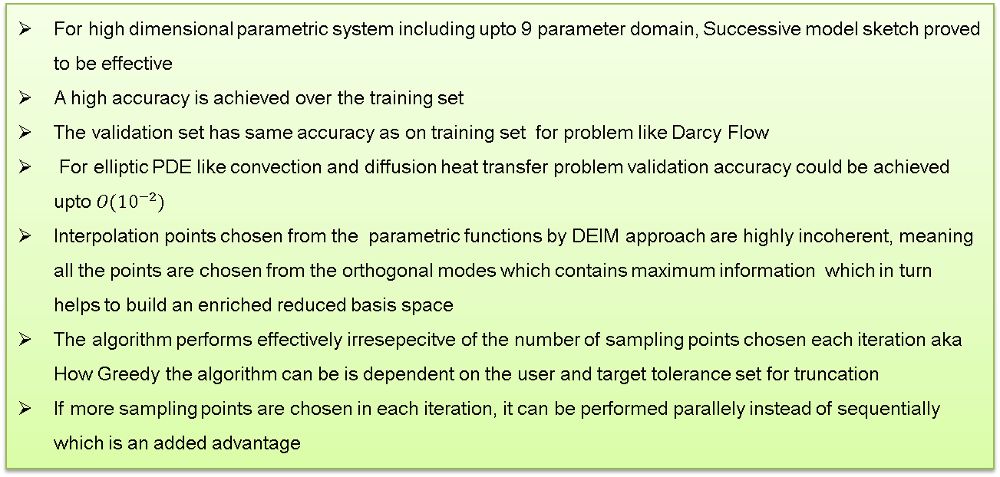 ➢ For high dimensional parametric system including upto 9 parameter domain, Successive model sketch proved
to be effective
➢ A high accuracy is achieved over the training set
➢ The validation set has same accuracy as on training set for problem like Darcy Flow
➢ For elliptic PDE like convection and diffusion heat transfer problem validation accuracy could be achieved
upto O(10⁻²)
➢ Interpolation points chosen from the parametric functions by DEIM approach are highly incoherent, meaning
all the points are chosen from the orthogonal modes which contains maximum information which in turn
helps to build an enriched reduced basis space
➢ The algorithm performs effectively irresepecitve of the number of sampling points chosen each iteration aka
How Greedy the algorithm can be is dependent on the user and target tolerance set for truncation
➢ If more sampling points are chosen in each iteration, it can be performed parallely instead of sequentially
which is an added advantage